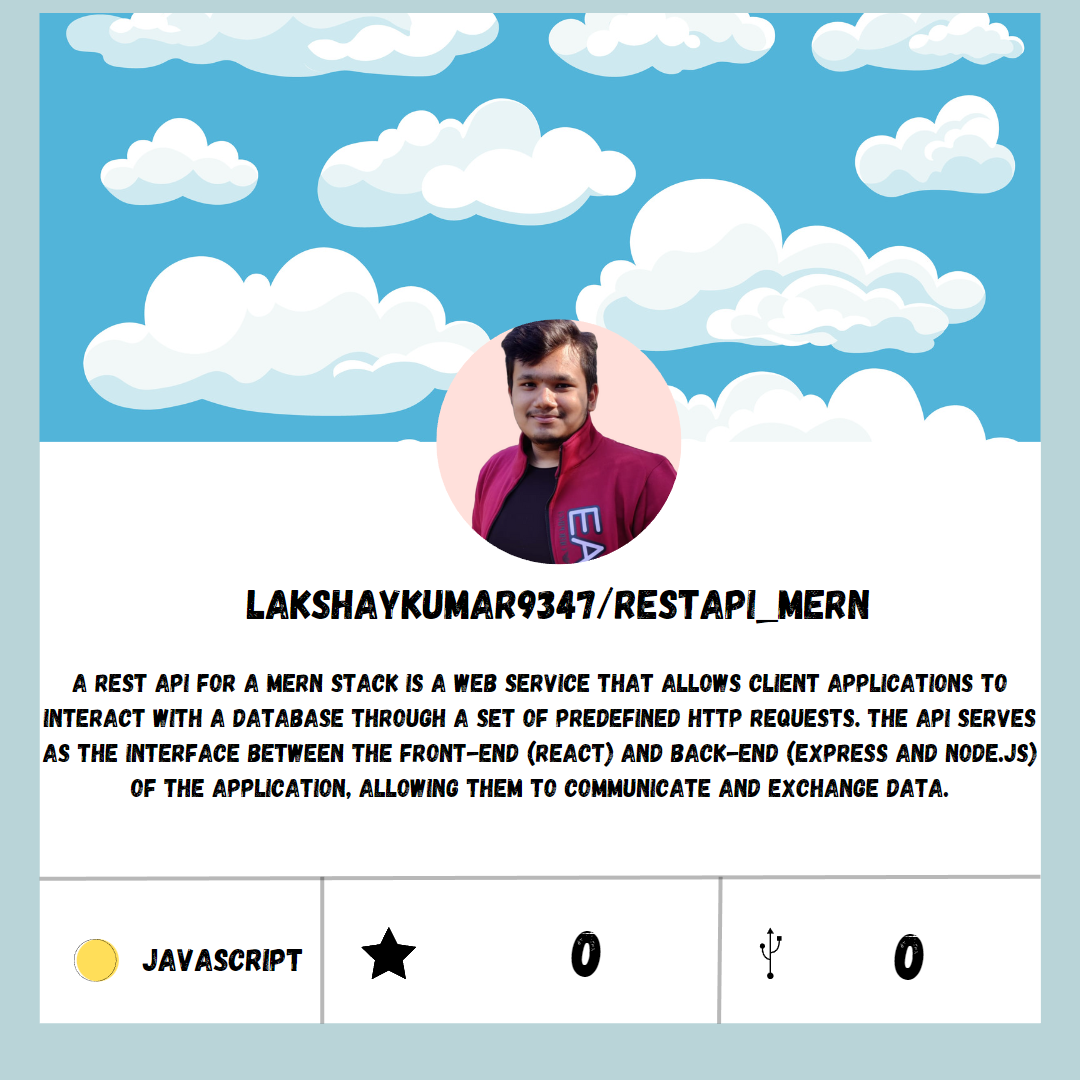 EA
LAKSHAYKUMAR9347/RESTAPI_MERN
A REST API FOR A MERN STACK IS A WEB SERVICE THAT ALLOWS CLIENT APPLICATIONS TO
INTERACT WITH A DATABASE THROUGH A SET OF PREDEFINED HTTP REQUESTS. THE API SERVES
AS THE INTERFACE BETWEEN THE FRONT-END (REACT) AND BACK-END (EXPRESS AND NODE.JS)
OF THE APPLICATION, ALLOWING THEM TO COMMUNICATE AND EXCHANGE DATA.
JAVASCRIPT 0 0